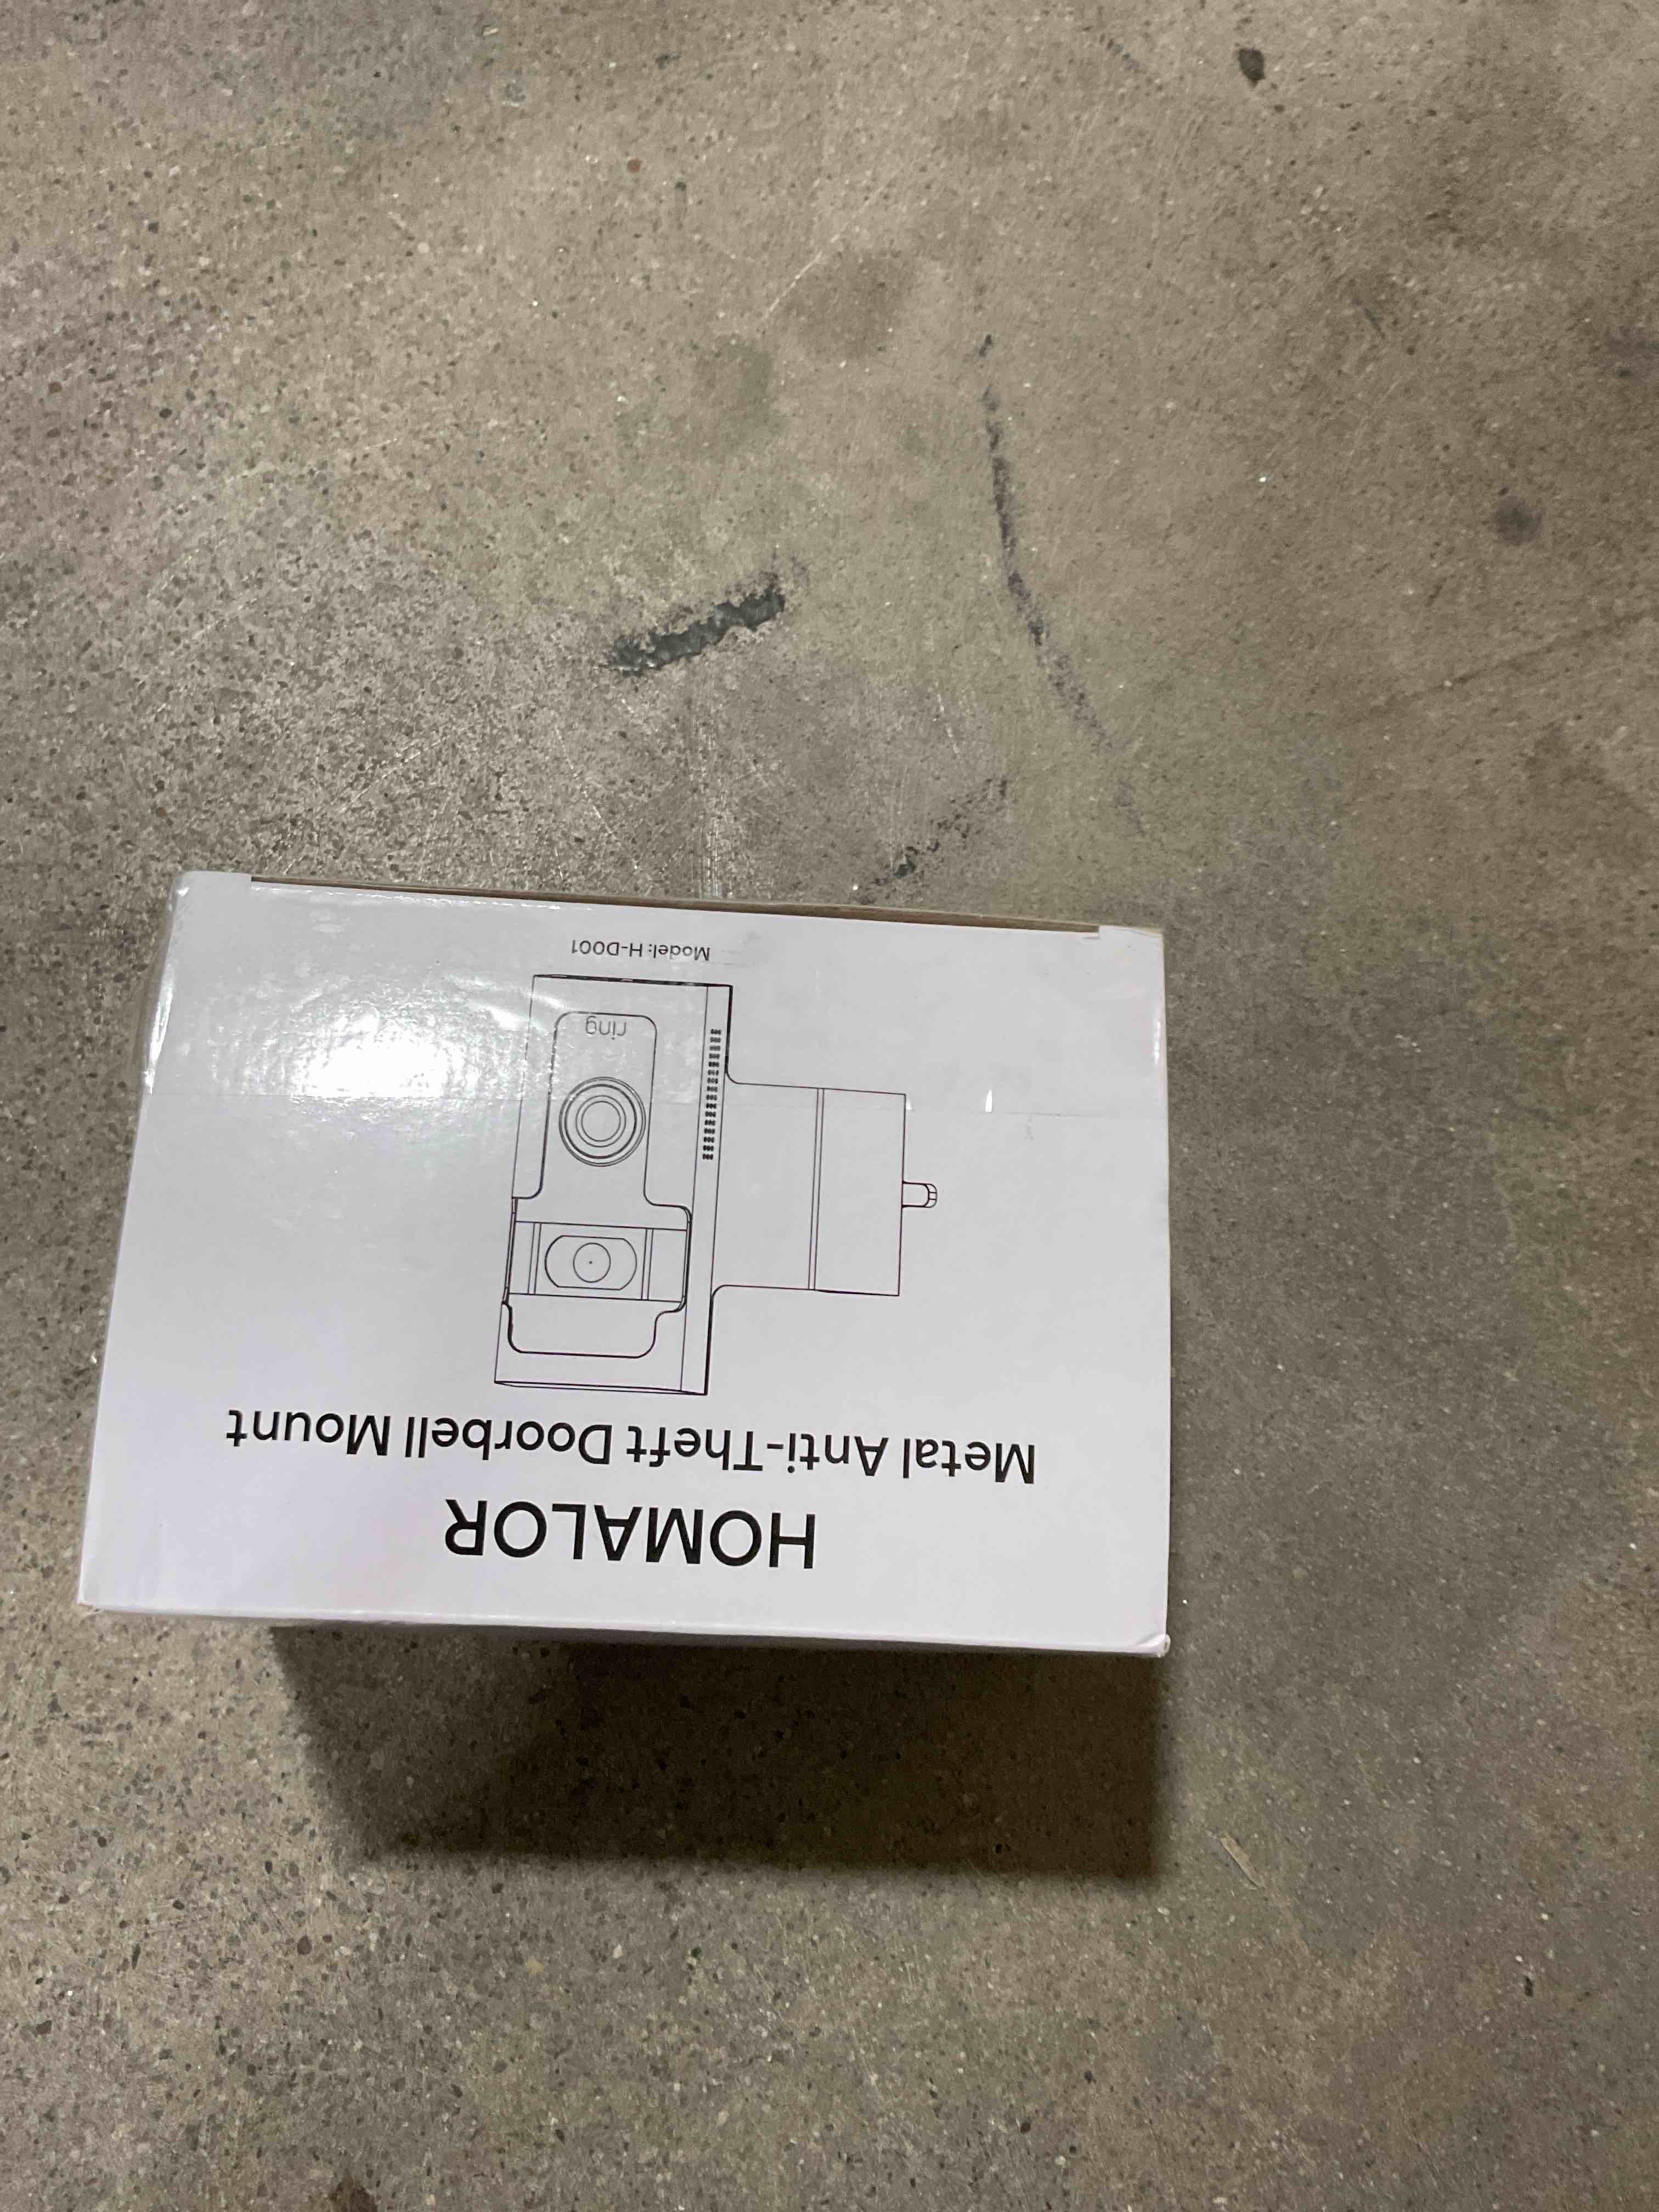 HOMALOR
Metal Anti-Theft Doorbell Mount
ring
Model: H-D001